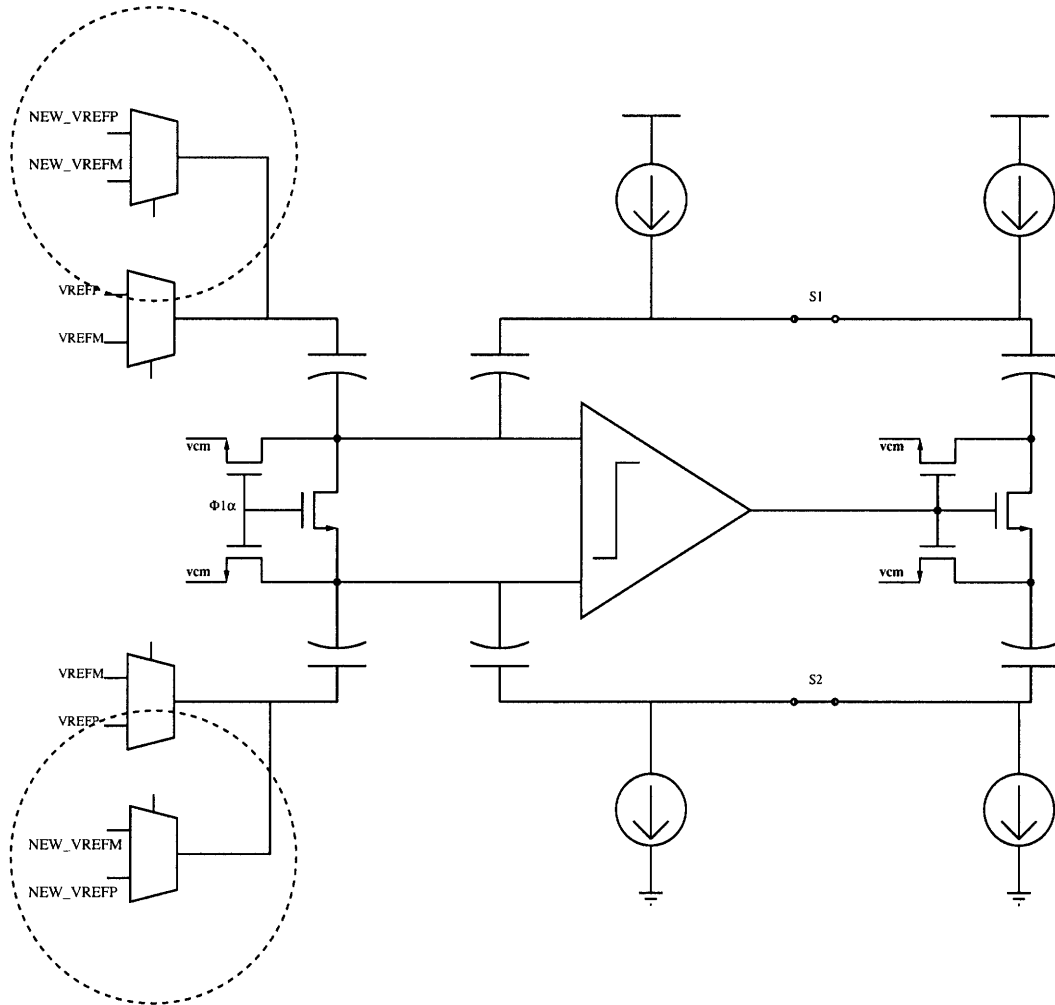 NEW_VREFP
NEW_VREFM
VREFP
VREFM
S1
vcm
vcm
Φ1α
vcm
vcm
VREFM
VREFP
S2
NEW_VREFM
NEW_VREFP